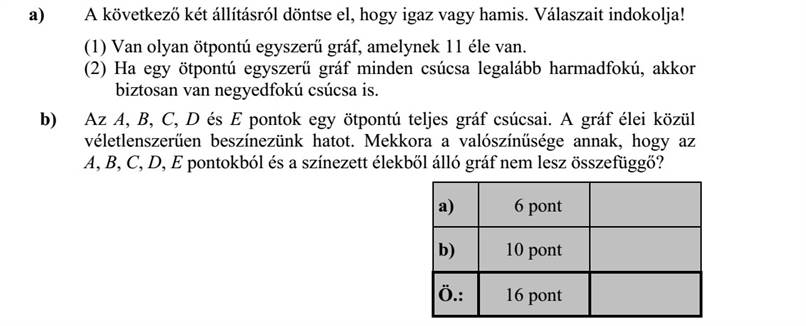 a) A következő két állításról döntse el, hogy igaz vagy hamis. Válaszait indokolja!
(1) Van olyan ötpontú egyszerű gráf, amelynek 11 éle van.
(2) Ha egy ötpontú egyszerű gráf minden csúcsa legalább harmadfokú, akkor
biztosan van negyedfokú csúcsa is.
b) Az A, B, C, D és E pontok egy ötpontú teljes gráf csúcsai. A gráf élei közül
véletlenszerűen beszínezünk hatot. Mekkora a valószínűsége annak, hogy az
A, B, C, D, E pontokból és a színezett élekből álló gráf nem lesz összefüggő?
a) 6 pont
b) 10 pont
Ö.: 16 pont